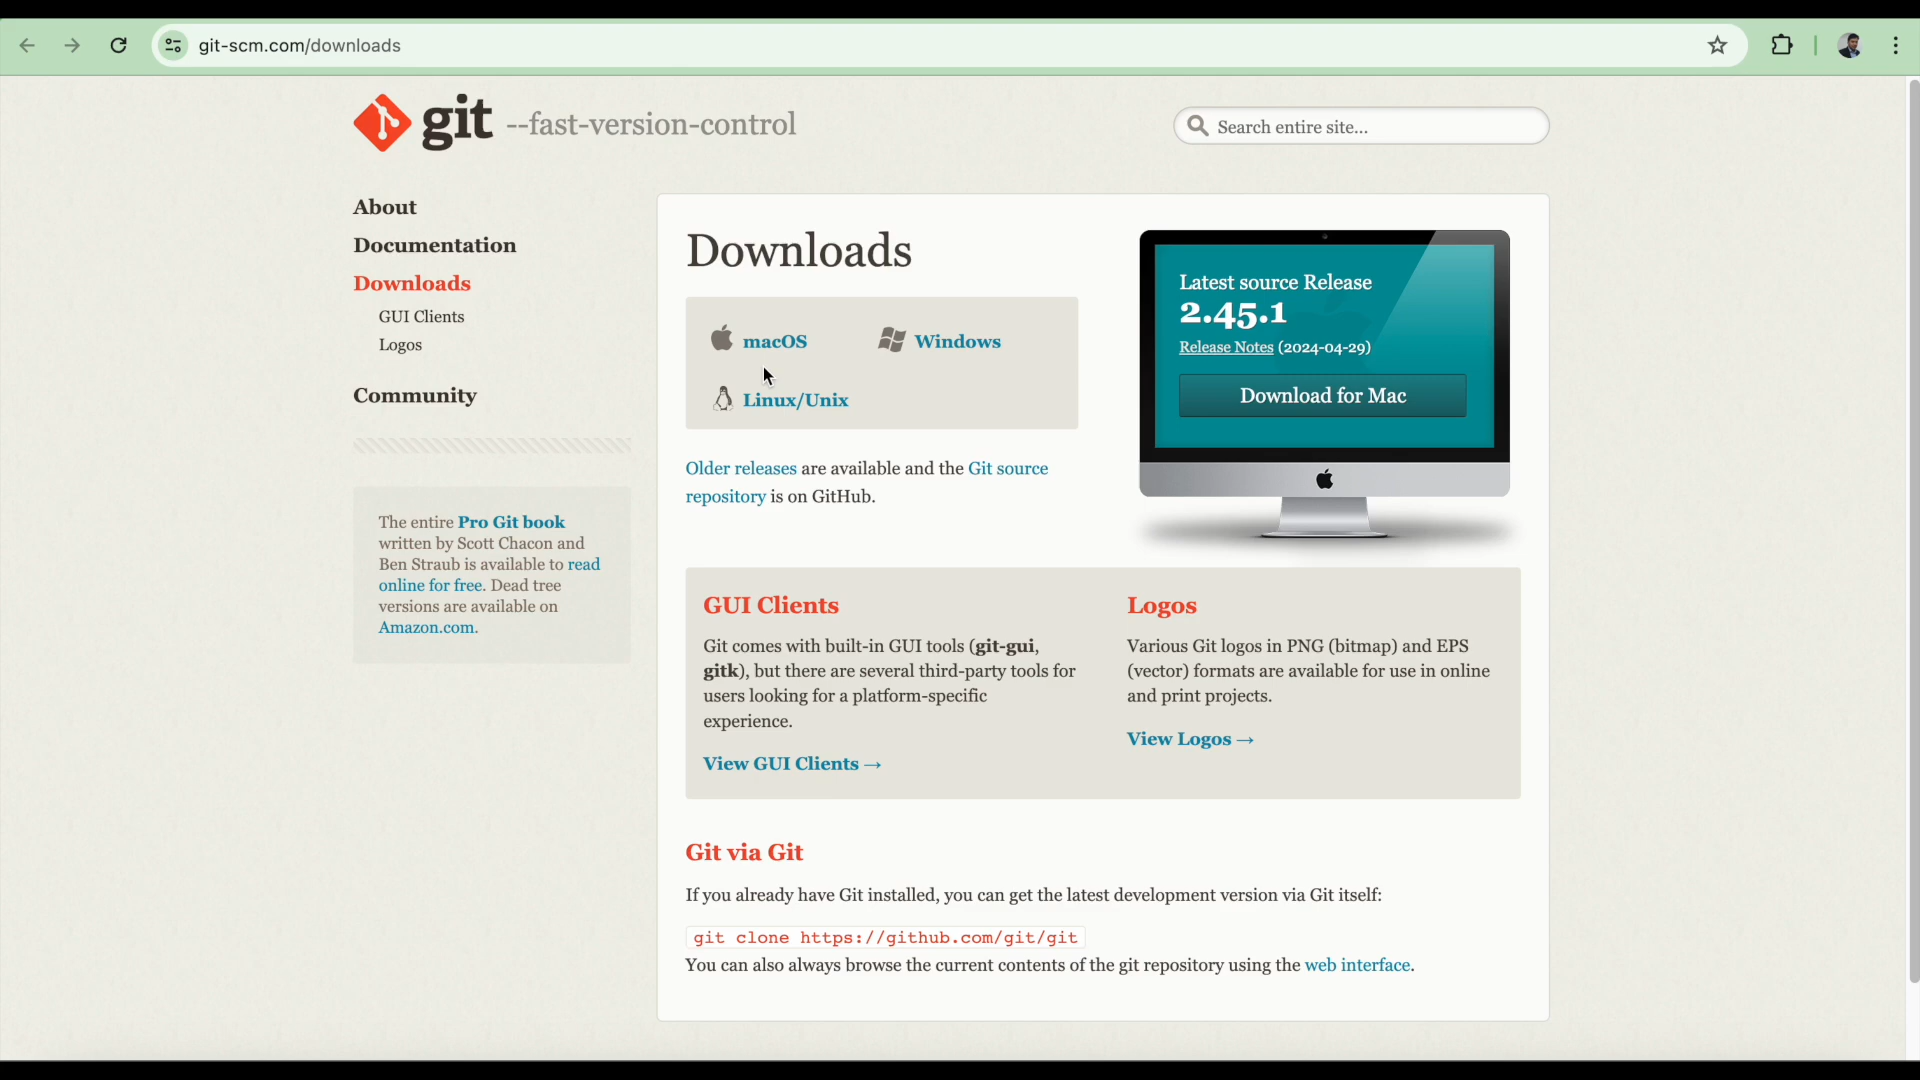 git-scm.com/downloads
git --fast-version-control
Search entire site...
About
Documentation
Downloads
GUI Clients
Logos
Community
The entire Pro Git book
written by Scott Chacon and
Ben Straub is available to read
online for free. Dead tree
versions are available on
Amazon.com.
Downloads
macOS
Windows
Linux/Unix
Older releases are available and the Git source
repository is on GitHub.
Latest source Release
2.45.1
Release Notes (2024-04-29)
Download for Mac
GUI Clients
Git comes with built-in GUI tools (git-gui,
gitk), but there are several third-party tools for
users looking for a platform-specific
experience.
View GUI Clients →
Logos
Various Git logos in PNG (bitmap) and EPS
(vector) formats are available for use in online
and print projects.
View Logos →
Git via Git
If you already have Git installed, you can get the latest development version via Git itself:
git clone https://github.com/git/git
You can also always browse the current contents of the git repository using the web interface.